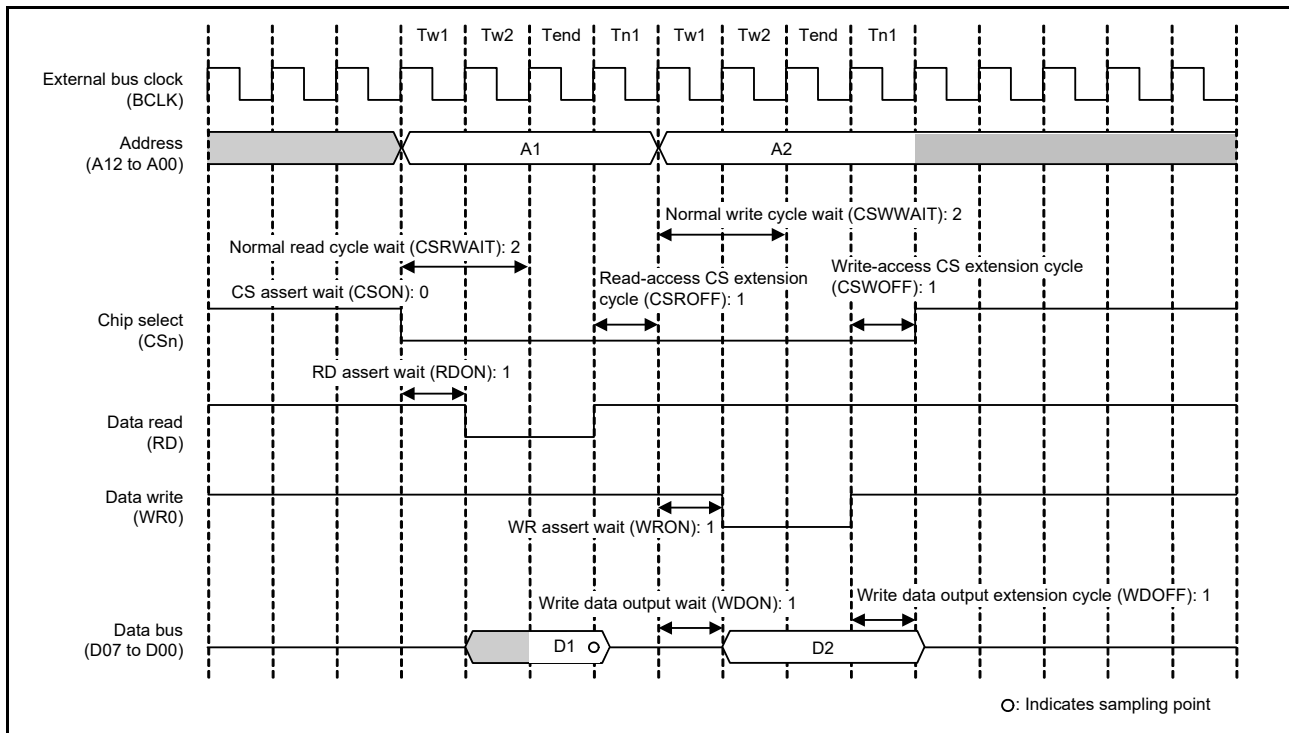 Tw1 Tw2 Tend Tn1 Tw1 Tw2 Tend Tn1
External bus clock
(BCLK)
Address
(A12 to A00)
A1 A2
Normal write cycle wait (CSWWAIT): 2
Normal read cycle wait (CSRWAIT): 2
Read-access CS extension
cycle (CSROFF): 1
Write-access CS extension cycle
(CSWOFF): 1
CS assert wait (CSON): 0
Chip select
(CSn)
RD assert wait (RDON): 1
Data read
(RD)
Data write
(WR0)
WR assert wait (WRON): 1
Write data output wait (WDON): 1
Write data output extension cycle (WDOFF): 1
Data bus
(D07 to D00)
D1 D2
: Indicates sampling point